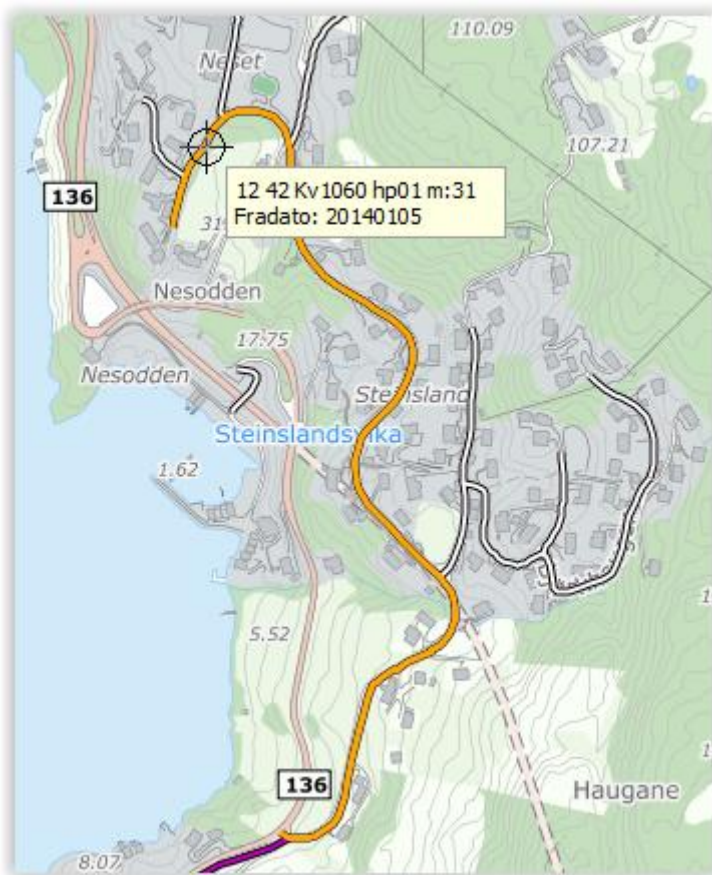 110.09
Neset
107.21
136
12 42 Kv1060 hp01 m:31
Fradato: 20140105
31
Nesodden
17.75
Nesodden
Steinsland
Steinslandsvika
1.62
5.52
136
Haugane
8.07